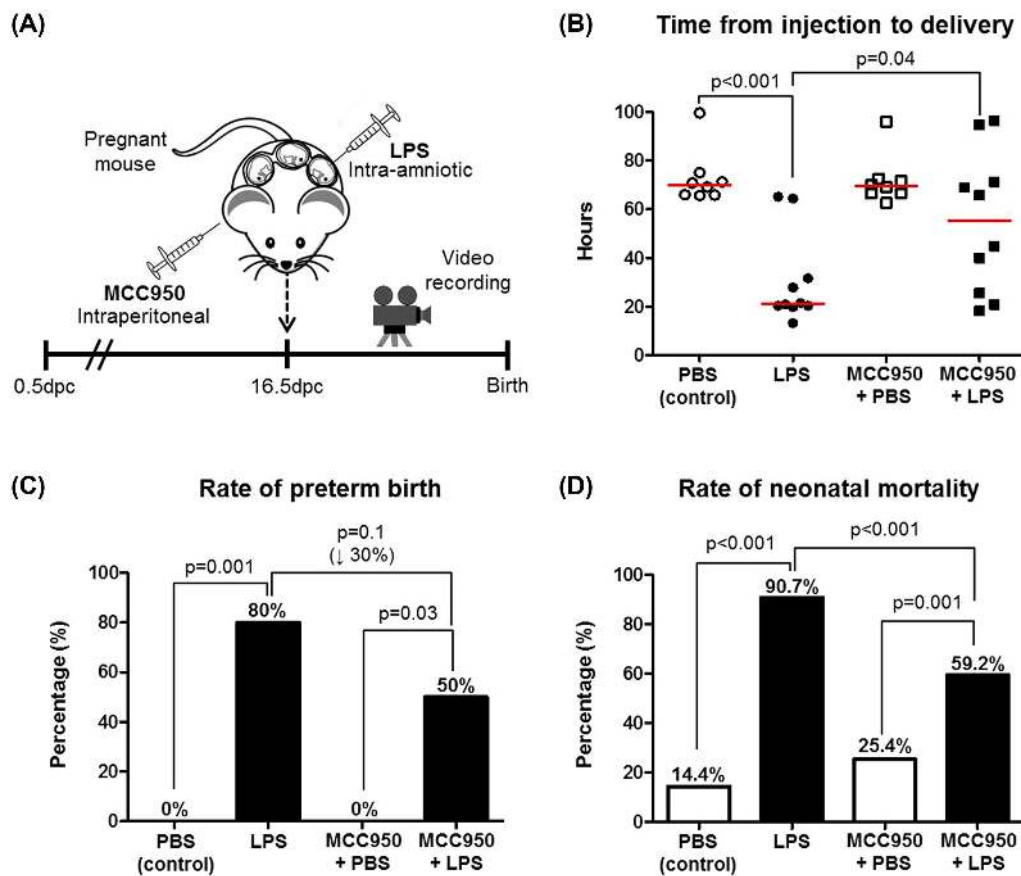 (A)
Pregnant
mouse
LPS
Intra-amniotic
MCC950
Intraperitoneal
Video
recording
0.5dpc
16.5dpc
Birth
(B)
Time from injection to delivery
p=0.04
p<0.001
Hours
100
80
60
40
20
0
PBS
(control)
LPS
MCC950
+ PBS
MCC950
+ LPS
(C)
Rate of preterm birth
p=0.1
(↓ 30%)
p=0.001
p=0.03
Percentage (%)
100
80
60
40
20
0
0%
80%
0%
50%
PBS
(control)
LPS
MCC950
+ PBS
MCC950
+ LPS
(D)
Rate of neonatal mortality
p<0.001
p<0.001
p=0.001
Percentage (%)
100
80
60
40
20
0
14.4%
90.7%
25.4%
59.2%
PBS
(control)
LPS
MCC950
+ PBS
MCC950
+ LPS